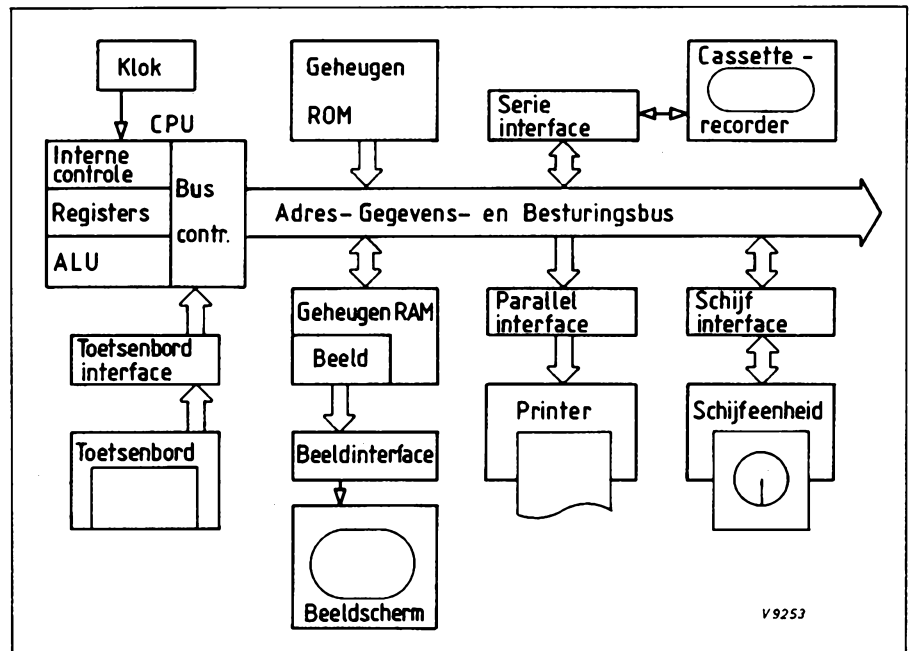 Klok
CPU
Interne
controle
Registers
ALU
Bus
contr.
Geheugen
ROM
Serie
interface
Cassette -
recorder
Adres- Gegevens- en Besturingsbus
Toetsenbord
interface
Toetsenbord
Geheugen RAM
Beeld
Beeldinterface
Beeldscherm
Parallel
interface
Printer
Schijf
interface
Schijfeenheid
V9253